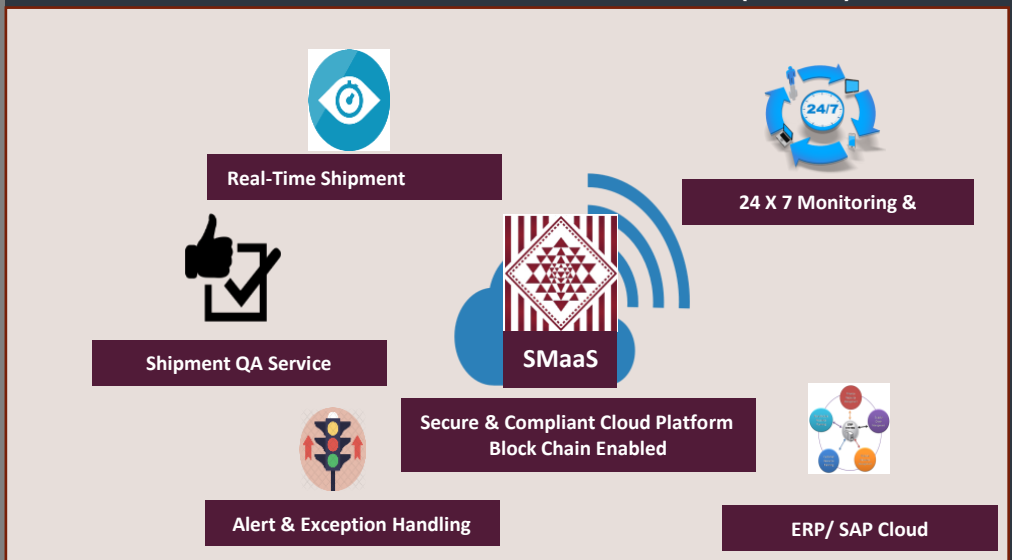 Real-Time Shipment
24/7
24 X 7 Monitoring &
SMaaS
Shipment QA Service
Secure & Compliant Cloud Platform
Block Chain Enabled
Alert & Exception Handling
ERP/ SAP Cloud